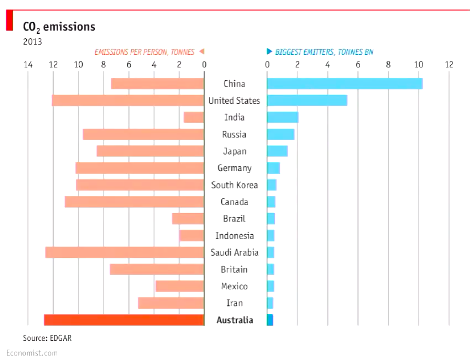 CO2 emissions
2013
EMISSIONS PER PERSON, TONNES ◀ ▶ BIGGEST EMITTERS, TONNES BN
14 12 10 8 6 4 2 0 0 2 4 6 8 10 12
China
United States
India
Russia
Japan
Germany
South Korea
Canada
Brazil
Indonesia
Saudi Arabia
Britain
Mexico
Iran
Australia
Source: EDGAR
Economist.com